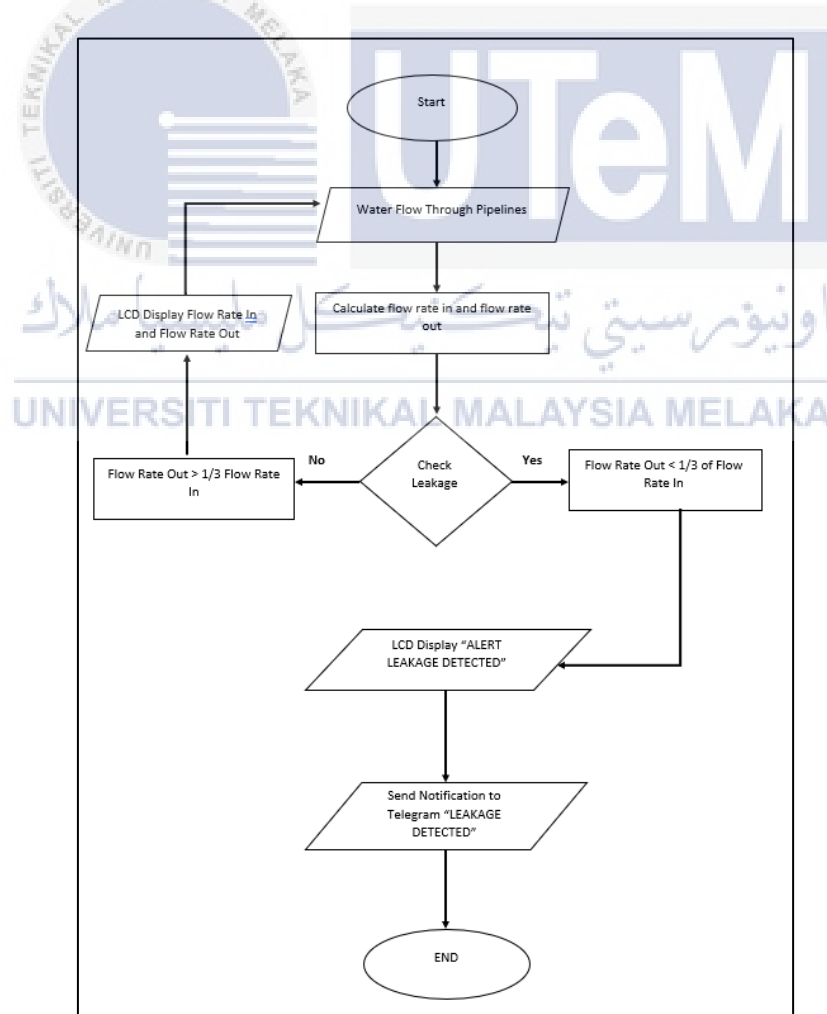 UNIVERSITI TEKNIKAL MELAKA
UTeM
Start
Water Flow Through Pipelines
LCD Display Flow Rate In
and Flow Rate Out
Calculate flow rate in and flow rate
out
اونيۏرسيتي تيكنيكل مليسيا ملاك
UNIVERSITI TEKNIKAL MALAYSIA MELAKA
Flow Rate Out > 1/3 Flow Rate
In
No
Check
Leakage
Yes
Flow Rate Out < 1/3 of Flow
Rate In
LCD Display “ALERT
LEAKAGE DETECTED”
Send Notification to
Telegram “LEAKAGE
DETECTED”
END